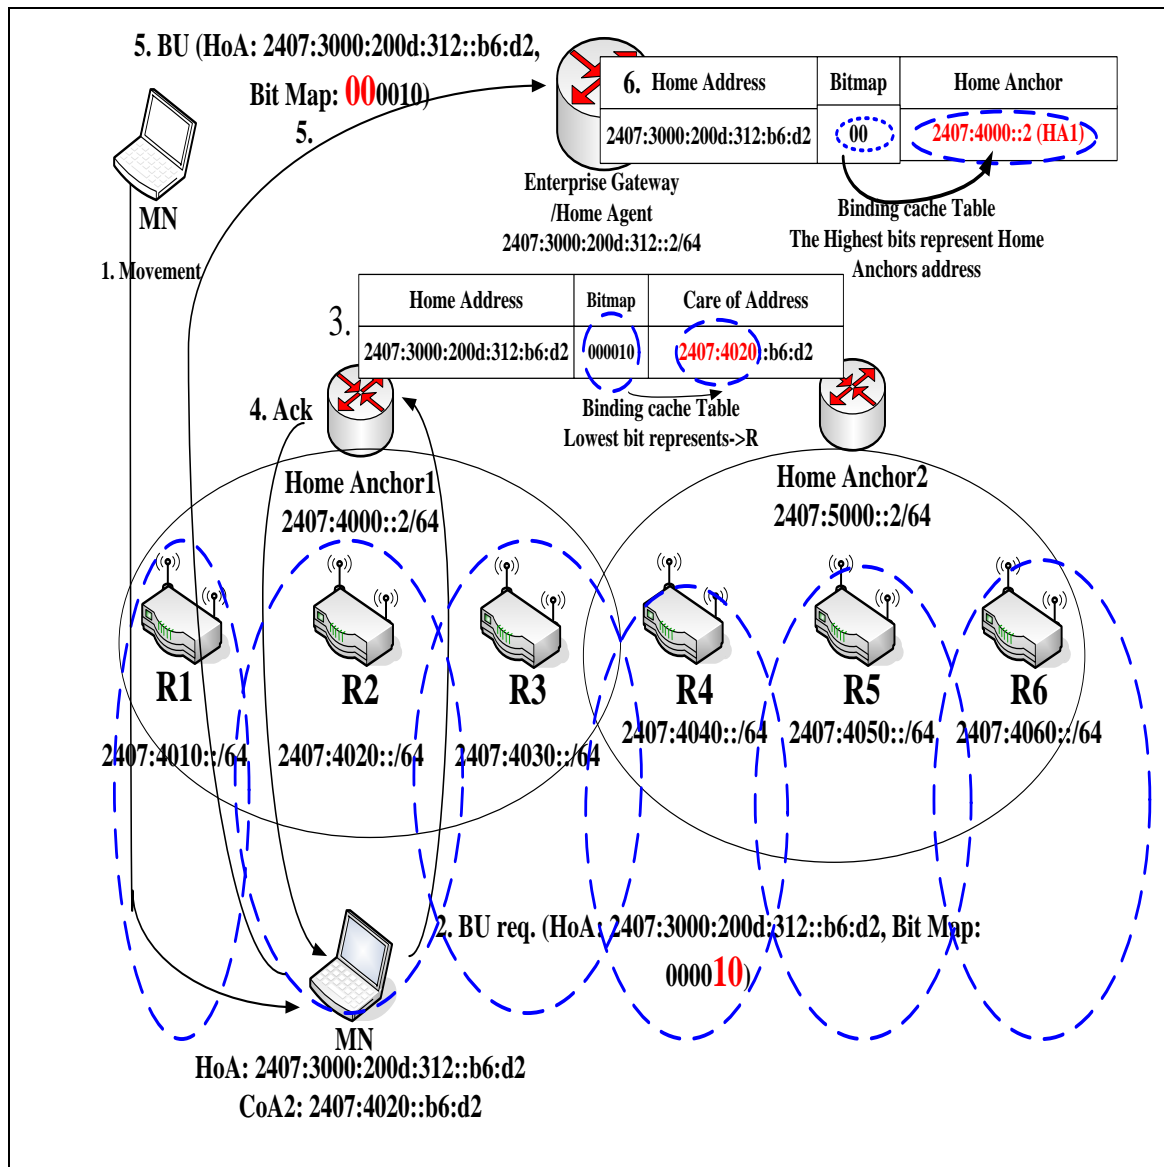 5. BU (HoA: 2407:3000:200d:312::b6:d2,
Bit Map: 000010)
5.
6. Home Address Bitmap Home Anchor
2407:3000:200d:312:b6:d2 00 2407:4000::2 (HA1)
MN
Enterprise Gateway
/Home Agent
2407:3000:200d:312::2/64
Binding cache Table
The Highest bits represent Home
Anchors address
1. Movement
3.
Home Address Bitmap Care of Address
2407:3000:200d:312:b6:d2 000010 2407:4020::b6:d2
Binding cache Table
Lowest bit represents->R
4. Ack
Home Anchor1
2407:4000::2/64
Home Anchor2
2407:5000::2/64
R1 R2 R3 R4 R5 R6
2407:4010::/64 2407:4020::/64 2407:4030::/64 2407:4040::/64 2407:4050::/64 2407:4060::/64
2. BU req. (HoA: 2407:3000:200d:312::b6:d2, Bit Map:
000010)
MN
HoA: 2407:3000:200d:312::b6:d2
CoA2: 2407:4020::b6:d2